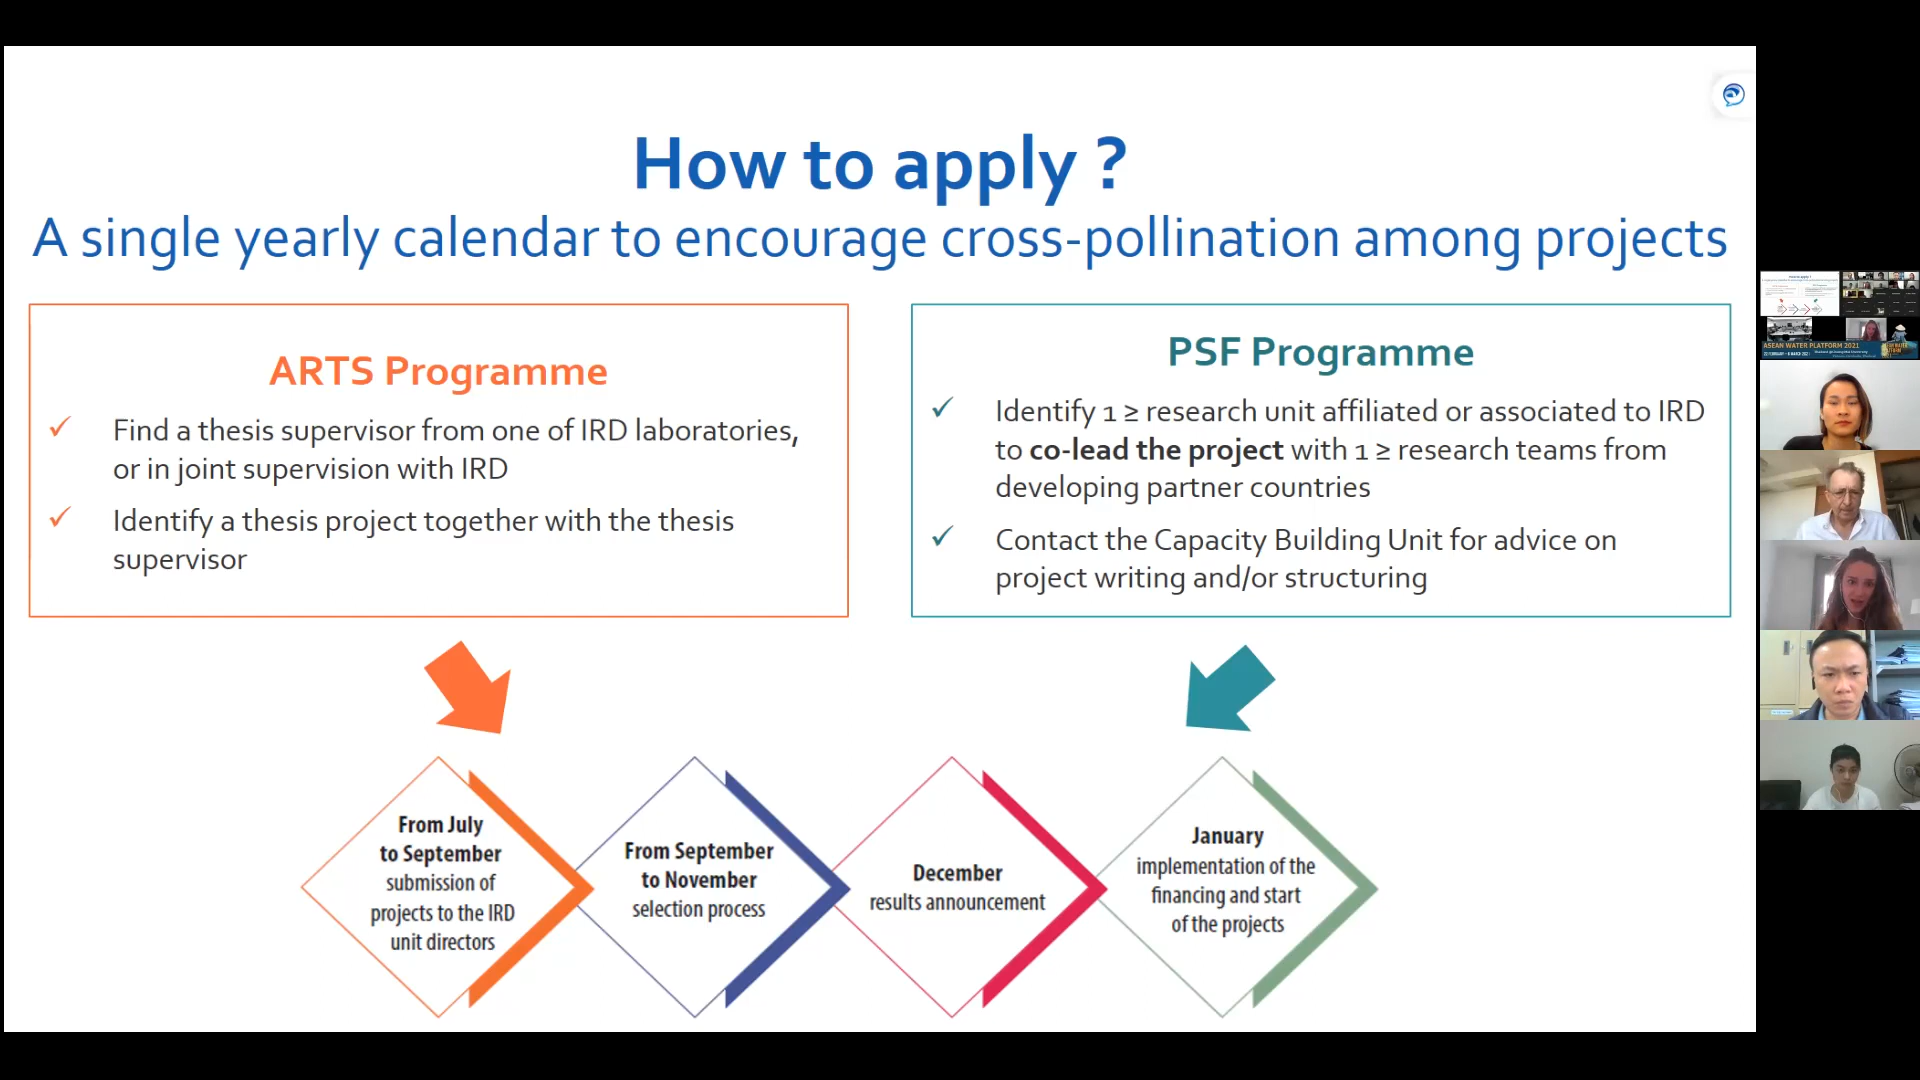 How to apply ?
A single yearly calendar to encourage cross-pollination among projects
ARTS Programme
✓ Find a thesis supervisor from one of IRD laboratories,
or in joint supervision with IRD
✓ Identify a thesis project together with the thesis
supervisor
PSF Programme
✓ Identify 1 ≥ research unit affiliated or associated to IRD
to co-lead the project with 1 ≥ research teams from
developing partner countries
✓ Contact the Capacity Building Unit for advice on
project writing and/or structuring
From July
to September
submission of
projects to the IRD
unit directors
From September
to November
selection process
December
results announcement
January
implementation of the
financing and start
of the projects
ASEAN WATER PLATFORM 2021